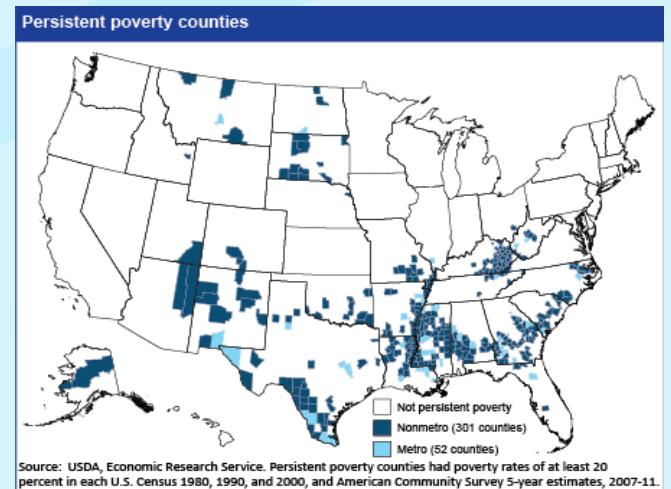 Persistent poverty counties
Not persistent poverty
Nonmetro (301 counties)
Metro (52 counties)
Source: USDA, Economic Research Service. Persistent poverty counties had poverty rates of at least 20
percent in each U.S. Census 1980, 1990, and 2000, and American Community Survey 5-year estimates, 2007-11.